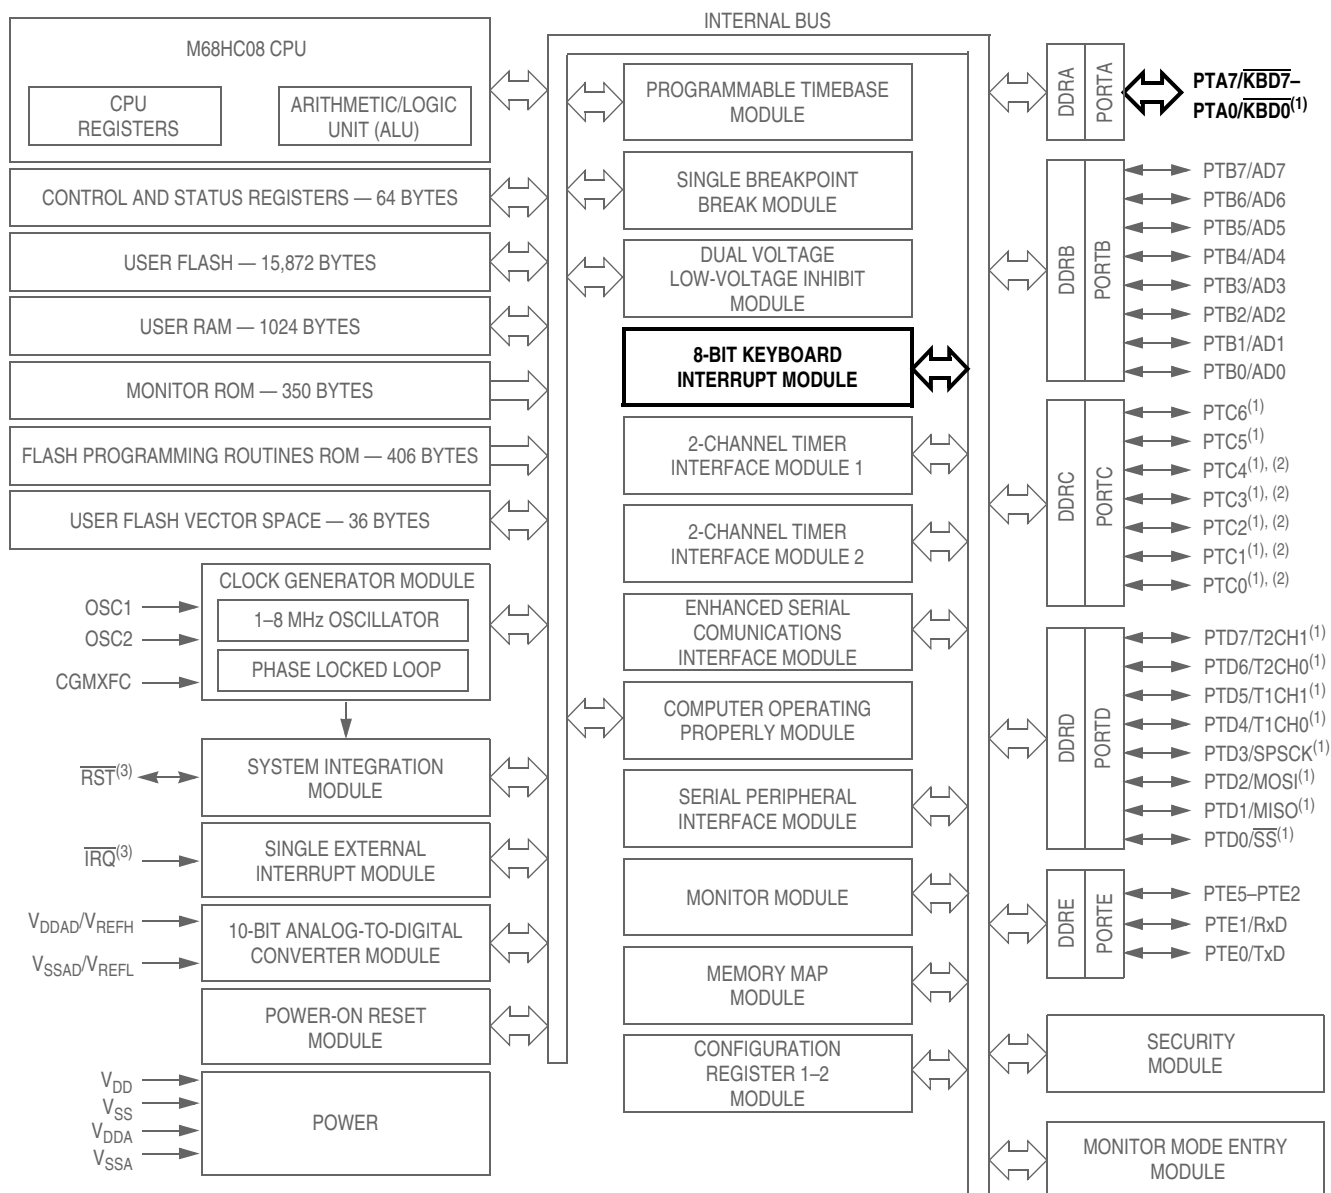 INTERNAL BUS
M68HC08 CPU
CPU
REGISTERS
ARITHMETIC/LOGIC
UNIT (ALU)
CONTROL AND STATUS REGISTERS — 64 BYTES
USER FLASH — 15,872 BYTES
USER RAM — 1024 BYTES
MONITOR ROM — 350 BYTES
FLASH PROGRAMMING ROUTINES ROM — 406 BYTES
USER FLASH VECTOR SPACE — 36 BYTES
CLOCK GENERATOR MODULE
1–8 MHz OSCILLATOR
PHASE LOCKED LOOP
OSC1
OSC2
CGMXFC
SYSTEM INTEGRATION
MODULE
R̅S̅T̅(3)
SINGLE EXTERNAL
INTERRUPT MODULE
I̅R̅Q̅(3)
10-BIT ANALOG-TO-DIGITAL
CONVERTER MODULE
VDDAD/VREFH
VSSAD/VREFL
POWER-ON RESET
MODULE
POWER
VDD
VSS
VDDA
VSSA
PROGRAMMABLE TIMEBASE
MODULE
SINGLE BREAKPOINT
BREAK MODULE
DUAL VOLTAGE
LOW-VOLTAGE INHIBIT
MODULE
8-BIT KEYBOARD
INTERRUPT MODULE
2-CHANNEL TIMER
INTERFACE MODULE 1
2-CHANNEL TIMER
INTERFACE MODULE 2
ENHANCED SERIAL
COMUNICATIONS
INTERFACE MODULE
COMPUTER OPERATING
PROPERLY MODULE
SERIAL PERIPHERAL
INTERFACE MODULE
MONITOR MODULE
MEMORY MAP
MODULE
CONFIGURATION
REGISTER 1–2
MODULE
DDRA
PORTA
PTA7/K̅B̅D̅7̅–
PTA0/K̅B̅D̅0̅(1)
DDRB
PORTB
PTB7/AD7
PTB6/AD6
PTB5/AD5
PTB4/AD4
PTB3/AD3
PTB2/AD2
PTB1/AD1
PTB0/AD0
DDRC
PORTC
PTC6(1)
PTC5(1)
PTC4(1), (2)
PTC3(1), (2)
PTC2(1), (2)
PTC1(1), (2)
PTC0(1), (2)
DDRD
PORTD
PTD7/T2CH1(1)
PTD6/T2CH0(1)
PTD5/T1CH1(1)
PTD4/T1CH0(1)
PTD3/SPSCK(1)
PTD2/MOSI(1)
PTD1/MISO(1)
PTD0/S̅S̅(1)
DDRE
PORTE
PTE5–PTE2
PTE1/RxD
PTE0/TxD
SECURITY
MODULE
MONITOR MODE ENTRY
MODULE